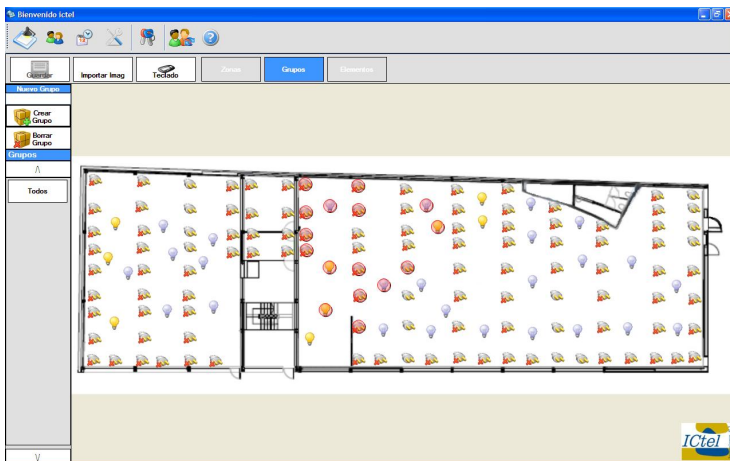 Bienvenido ictel
Guardar
Importar Imag
Teclado
Zonas
Grupos
Elementos
Nuevo Grupo
Crear
Grupo
Borrar
Grupo
Grupos
Todos
ICtel